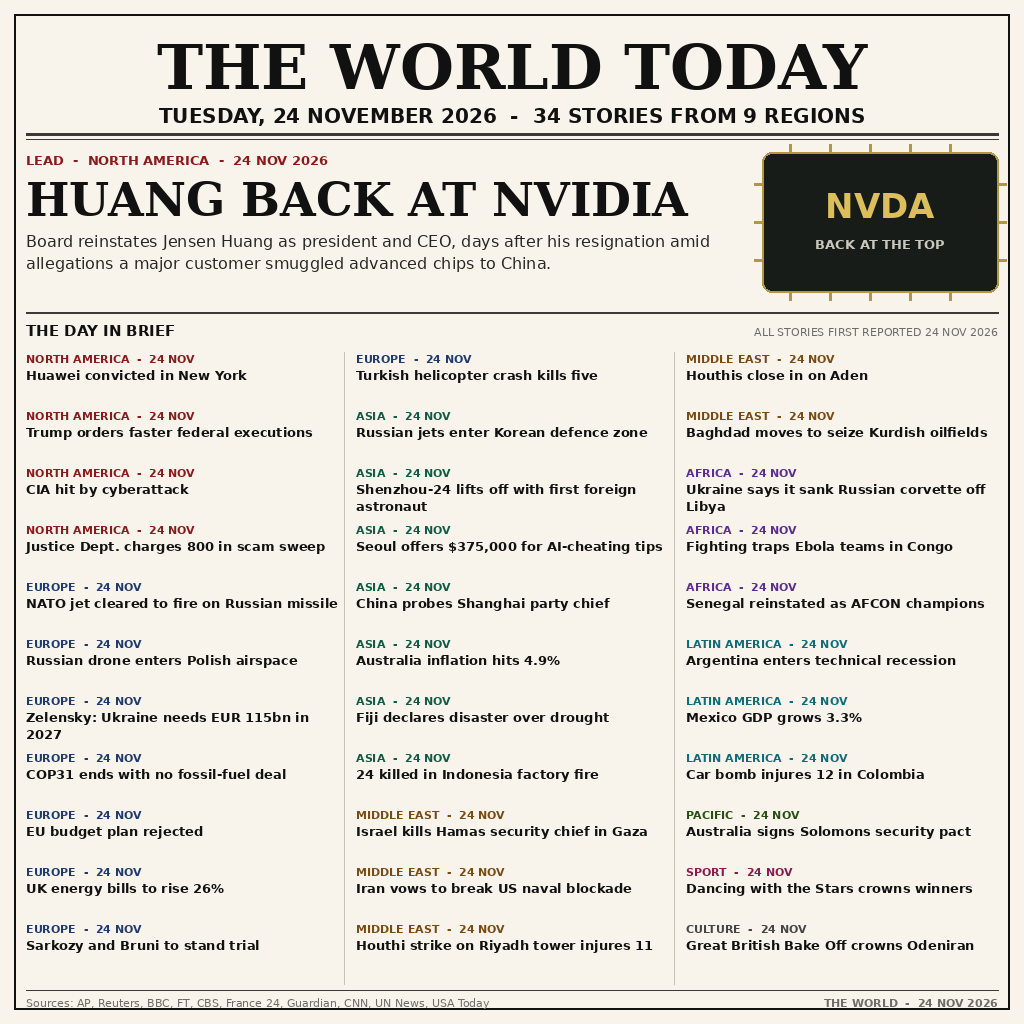 THE WORLD TODAY
TUESDAY, 24 NOVEMBER 2026 - 34 STORIES FROM 9 REGIONS
LEAD - NORTH AMERICA - 24 NOV 2026
HUANG BACK AT NVIDIA
Board reinstates Jensen Huang as president and CEO, days after his resignation amid
allegations a major customer smuggled advanced chips to China.
NVDA
BACK AT THE TOP
THE DAY IN BRIEF
ALL STORIES FIRST REPORTED 24 NOV 2026
NORTH AMERICA - 24 NOV
Huawei convicted in New York
NORTH AMERICA - 24 NOV
Trump orders faster federal executions
NORTH AMERICA - 24 NOV
CIA hit by cyberattack
NORTH AMERICA - 24 NOV
Justice Dept. charges 800 in scam sweep
EUROPE - 24 NOV
NATO jet cleared to fire on Russian missile
EUROPE - 24 NOV
Russian drone enters Polish airspace
EUROPE - 24 NOV
Zelensky: Ukraine needs EUR 115bn in
2027
EUROPE - 24 NOV
COP31 ends with no fossil-fuel deal
EUROPE - 24 NOV
EU budget plan rejected
EUROPE - 24 NOV
UK energy bills to rise 26%
EUROPE - 24 NOV
Sarkozy and Bruni to stand trial
EUROPE - 24 NOV
Turkish helicopter crash kills five
ASIA - 24 NOV
Russian jets enter Korean defence zone
ASIA - 24 NOV
Shenzhou-24 lifts off with first foreign
astronaut
ASIA - 24 NOV
Seoul offers $375,000 for AI-cheating tips
ASIA - 24 NOV
China probes Shanghai party chief
ASIA - 24 NOV
Australia inflation hits 4.9%
ASIA - 24 NOV
Fiji declares disaster over drought
ASIA - 24 NOV
24 killed in Indonesia factory fire
MIDDLE EAST - 24 NOV
Israel kills Hamas security chief in Gaza
MIDDLE EAST - 24 NOV
Iran vows to break US naval blockade
MIDDLE EAST - 24 NOV
Houthi strike on Riyadh tower injures 11
MIDDLE EAST - 24 NOV
Houthis close in on Aden
MIDDLE EAST - 24 NOV
Baghdad moves to seize Kurdish oilfields
AFRICA - 24 NOV
Ukraine says it sank Russian corvette off
Libya
AFRICA - 24 NOV
Fighting traps Ebola teams in Congo
AFRICA - 24 NOV
Senegal reinstated as AFCON champions
LATIN AMERICA - 24 NOV
Argentina enters technical recession
LATIN AMERICA - 24 NOV
Mexico GDP grows 3.3%
LATIN AMERICA - 24 NOV
Car bomb injures 12 in Colombia
PACIFIC - 24 NOV
Australia signs Solomons security pact
SPORT - 24 NOV
Dancing with the Stars crowns winners
CULTURE - 24 NOV
Great British Bake Off crowns Odeniran
Sources: AP, Reuters, BBC, FT, CBS, France 24, Guardian, CNN, UN News, USA Today
THE WORLD - 24 NOV 2026